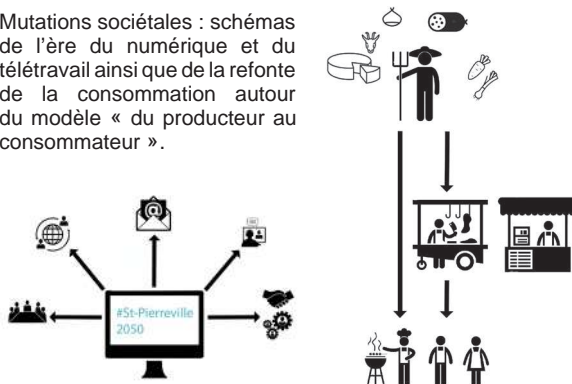 Mutations sociétales : schémas
de l'ère du numérique et du
télétravail ainsi que de la refonte
de la consommation autour
du modèle « du producteur au
consommateur ».
@
#St-Pierreville
2050